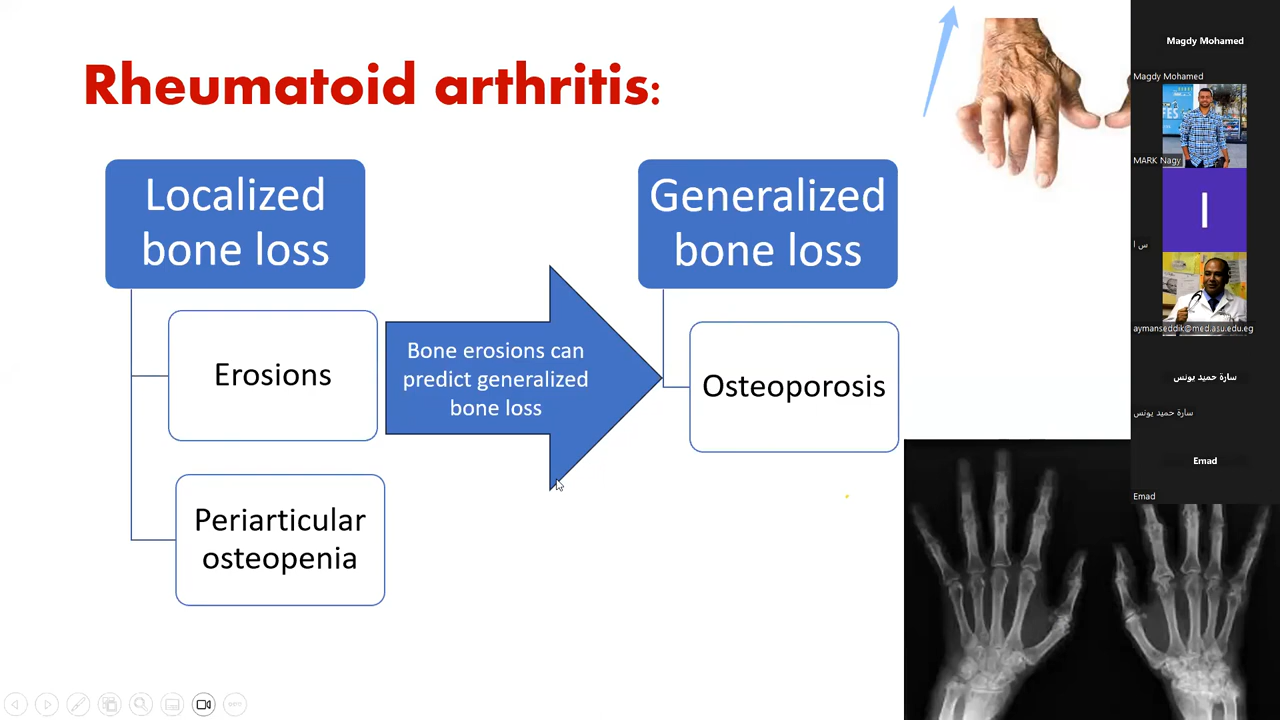 Rheumatoid arthritis:
Localized
bone loss
Erosions
Periarticular
osteopenia
Bone erosions can
predict generalized
bone loss
Generalized
bone loss
Osteoporosis
Magdy Mohamed
Magdy Mohamed
MARK Nagy
ا
س ا
aymanseddik@med.asu.edu.eg
سارة حميد يونس
سارة حميد يونس
Emad
Emad